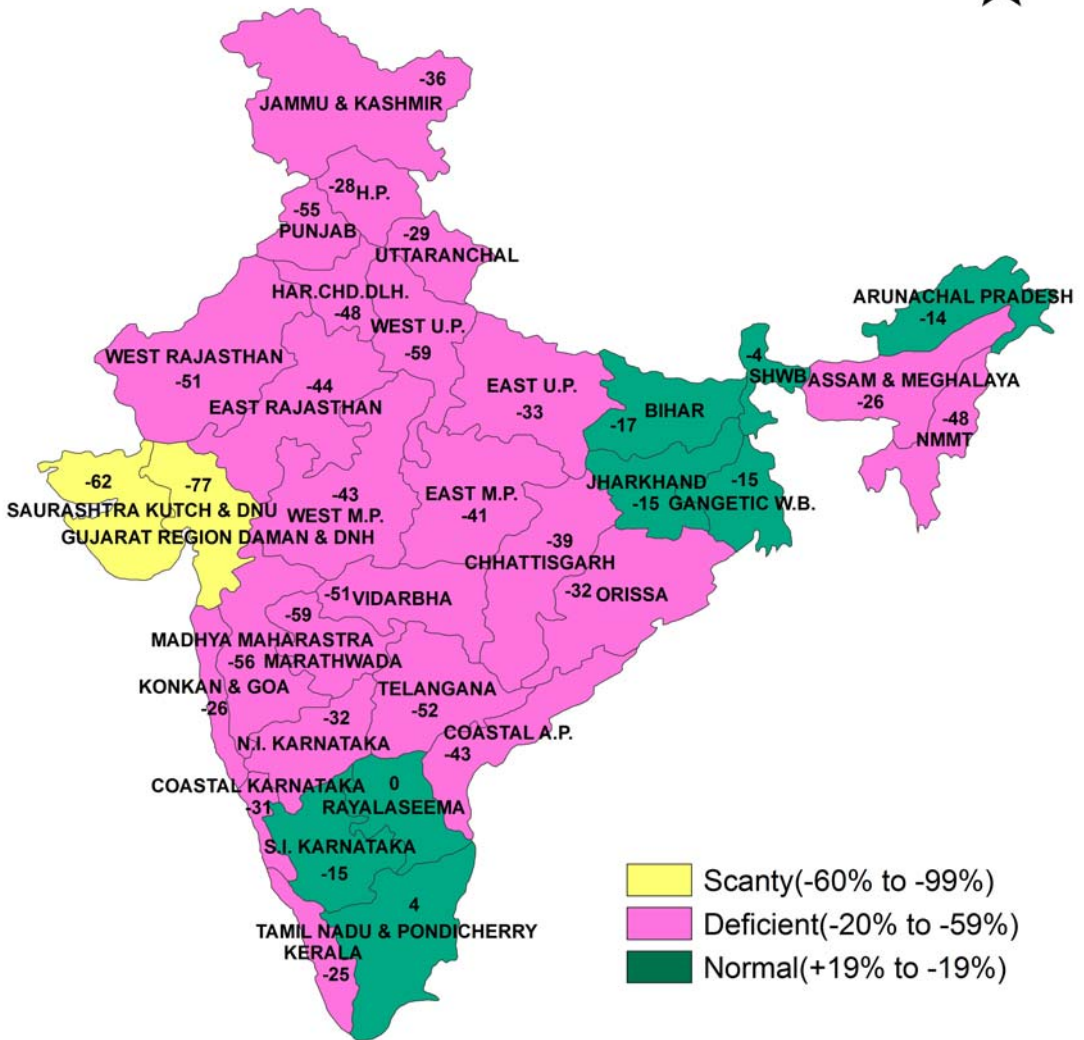 -36
JAMMU & KASHMIR
-28 H.P.
-55
PUNJAB
-29
UTTARANCHAL
HAR.CHD.DLH.
-48
WEST U.P.
-59
ARUNACHAL PRADESH
-14
WEST RAJASTHAN
-51
-44
EAST RAJASTHAN
EAST U.P.
-33
BIHAR
-17
-4
SHWB
ASSAM & MEGHALAYA
-26
-48
NMMT
-62
SAURASHTRA KUTCH & DNU
-77
GUJARAT REGION DAMAN & DNH
-43
WEST M.P.
EAST M.P.
-41
JHARKHAND
-15
-15
GANGETIC W.B.
-39
CHHATTISGARH
-32 ORISSA
-51 VIDARBHA
-59
MADHYA MAHARASTRA
-56 MARATHWADA
KONKAN & GOA
-26
TELANGANA
-52
-32
N.I. KARNATAKA
COASTAL A.P.
-43
COASTAL KARNATAKA
-31
0
RAYALASEEMA
S.I. KARNATAKA
-15
4
TAMIL NADU & PONDICHERRY
KERALA
-25
Scanty(-60% to -99%)
Deficient(-20% to -59%)
Normal(+19% to -19%)